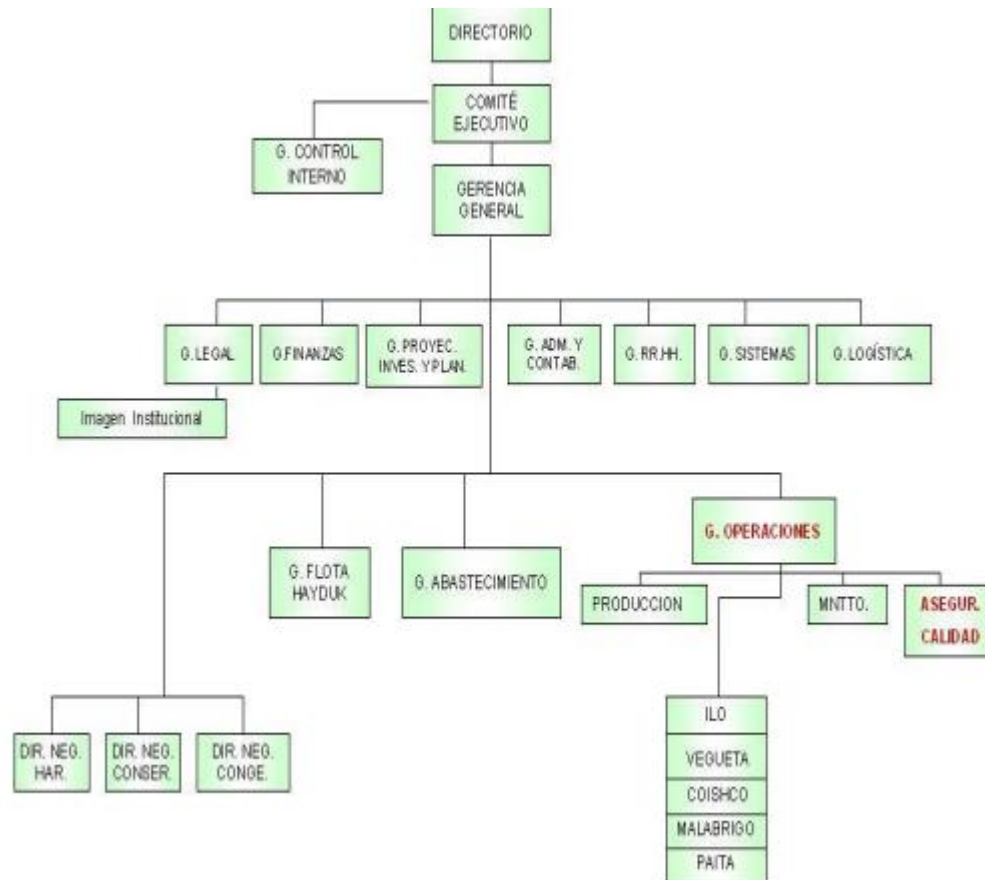 DIRECTORIO
COMITÉ
EJECUTIVO
G. CONTROL
INTERNO
GERENCIA
GENERAL
G.LEGAL
G.FINANZAS
G. PROYEC.
INVES. Y PLAN.
G. ADM. Y
CONTAB.
G. RR.HH.
G. SISTEMAS
G. LOGÍSTICA
Imagen Institucional
G. OPERACIONES
G. FLOTA
HAYDUK
G. ABASTECIMIENTO
PRODUCCION
MNTTO.
ASEGUR.
CALIDAD
DIR. NEG.
HAR.
DIR. NEG.
CONSER.
DIR. NEG.
CONGE.
ILO
VEGUETA
COISHCO
MALABRIGO
PAITA